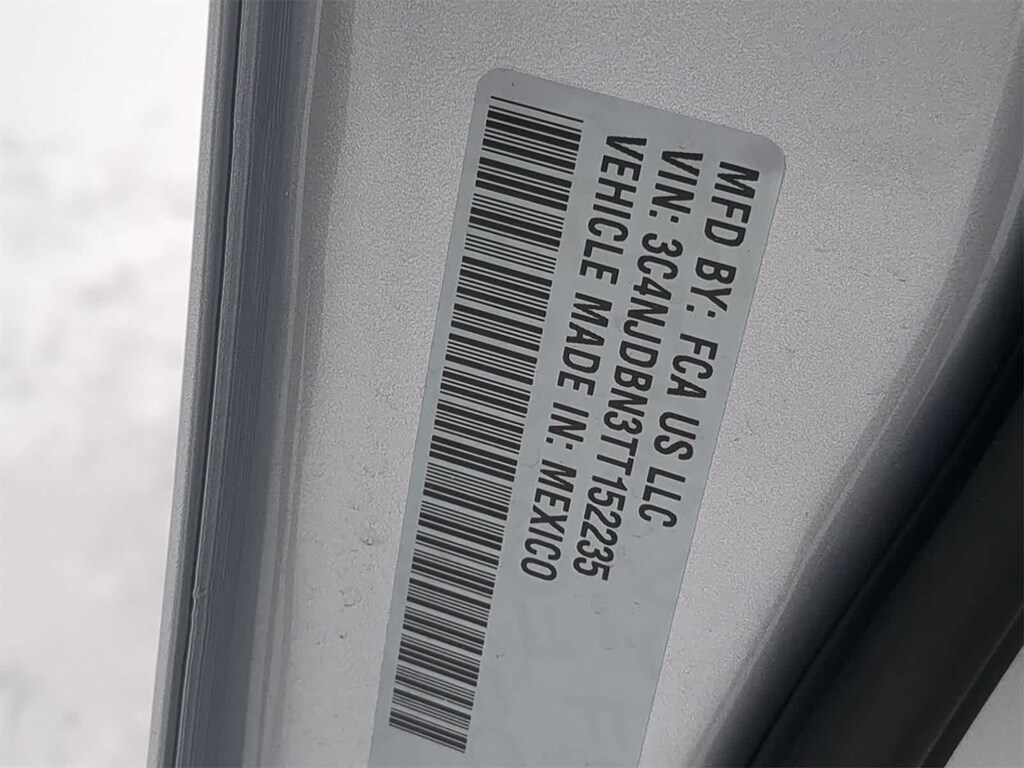 MFD BY: FCA US LLC
VIN: 3C4NJDBN3TT152235
VEHICLE MADE IN: MEXICO